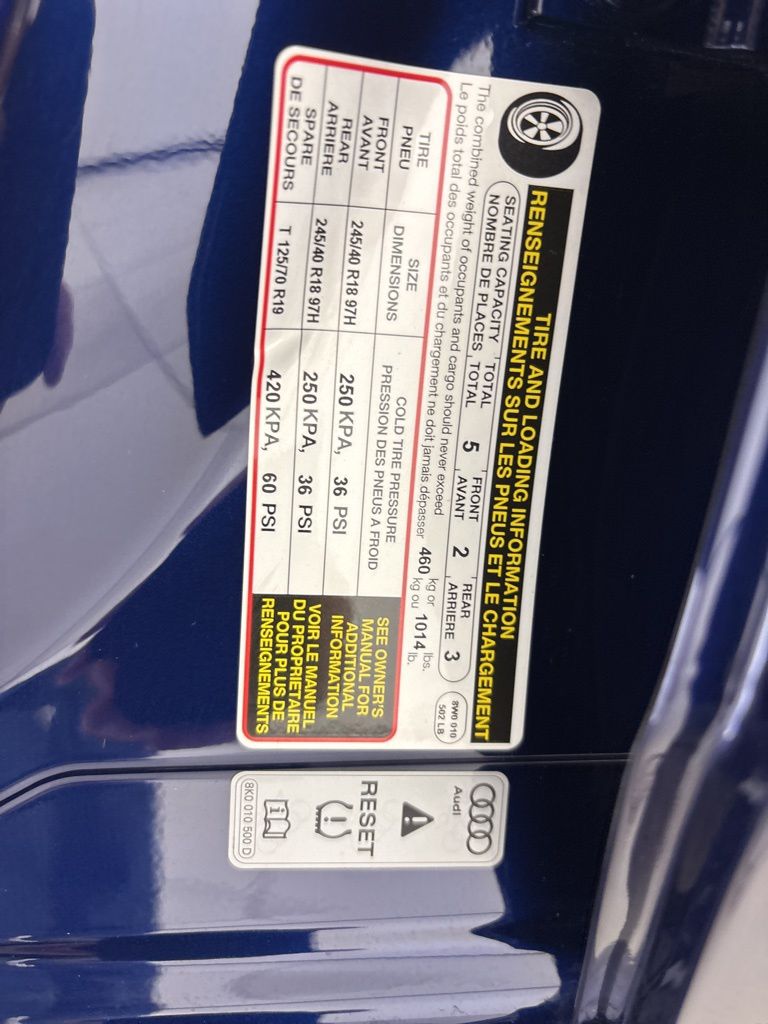 TIRE AND LOADING INFORMATION
RENSEIGNEMENTS SUR LES PNEUS ET LE CHARGEMENT
SEATING CAPACITY TOTAL 5 FRONT 2 REAR 3
NOMBRE DE PLACES TOTAL AVANT ARRIERE
8W0 010
502 LB
The combined weight of occupants and cargo should never exceed 460 kg or 1014 lbs.
Le poids total des occupants et du chargement ne doit jamais dépasser kg ou lb.
TIRE SIZE COLD TIRE PRESSURE
PNEU DIMENSIONS PRESSION DES PNEUS A FROID
FRONT 245/40 R18 97H 250 KPA, 36 PSI
AVANT
REAR 245/40 R18 97H 250 KPA, 36 PSI
ARRIERE
SPARE T 125/70 R19 420 KPA, 60 PSI
DE SECOURS
SEE OWNER'S
MANUAL FOR
ADDITIONAL
INFORMATION
VOIR LE MANUEL
DU PROPRIETAIRE
POUR PLUS DE
RENSEIGNEMENTS
Audi
RESET
8K0 010 500 D